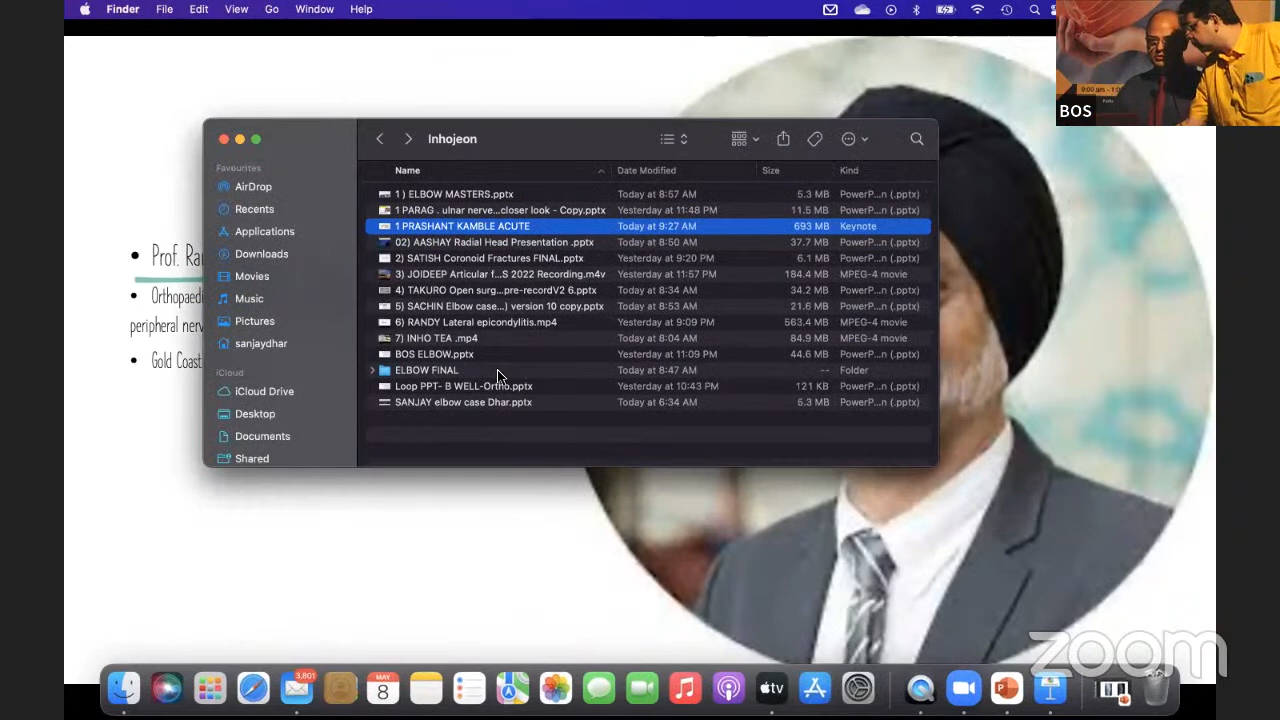 Finder File Edit View Go Window Help
BOS
9:00 am - 1:0
Inhojeon
Favourites
AirDrop
Recents
Applications
Downloads
Movies
Music
Pictures
sanjaydhar
iCloud
iCloud Drive
Desktop
Documents
Shared
Name Date Modified Size Kind
1 ) ELBOW MASTERS.pptx Today at 8:57 AM 5.3 MB PowerP...n (.pptx)
1 PARAG . ulnar nerve...closer look - Copy.pptx Yesterday at 11:48 PM 11.5 MB PowerP...n (.pptx)
1 PRASHANT KAMBLE ACUTE Today at 9:27 AM 693 MB Keynote
02) AASHAY Radial Head Presentation .pptx Today at 8:50 AM 37.7 MB PowerP...n (.pptx)
2) SATISH Coronoid Fractures FINAL.pptx Yesterday at 9:20 PM 6.1 MB PowerP...n (.pptx)
3) JOIDEEP Articular f...S 2022 Recording.m4v Yesterday at 11:57 PM 184.4 MB MPEG-4 movie
4) TAKURO Open surg...pre-recordV2 6.pptx Today at 8:34 AM 34.2 MB PowerP...n (.pptx)
5) SACHIN Elbow case...) version 10 copy.pptx Today at 8:53 AM 21.6 MB PowerP...n (.pptx)
6) RANDY Lateral epicondylitis.mp4 Yesterday at 9:09 PM 563.4 MB MPEG-4 movie
7) INHO TEA .mp4 Today at 8:04 AM 84.9 MB MPEG-4 movie
BOS ELBOW.pptx Yesterday at 11:09 PM 44.6 MB PowerP...n (.pptx)
ELBOW FINAL Today at 8:47 AM -- Folder
Loop PPT- B WELL-Ortho.pptx Yesterday at 10:43 PM 121 KB PowerP...n (.pptx)
SANJAY elbow case Dhar.pptx Today at 6:34 AM 5.3 MB PowerP...n (.pptx)
Prof. Ra
Orthopaedi
peripheral nerv
Gold Coast
zoom
3,801
MAY
8
tv